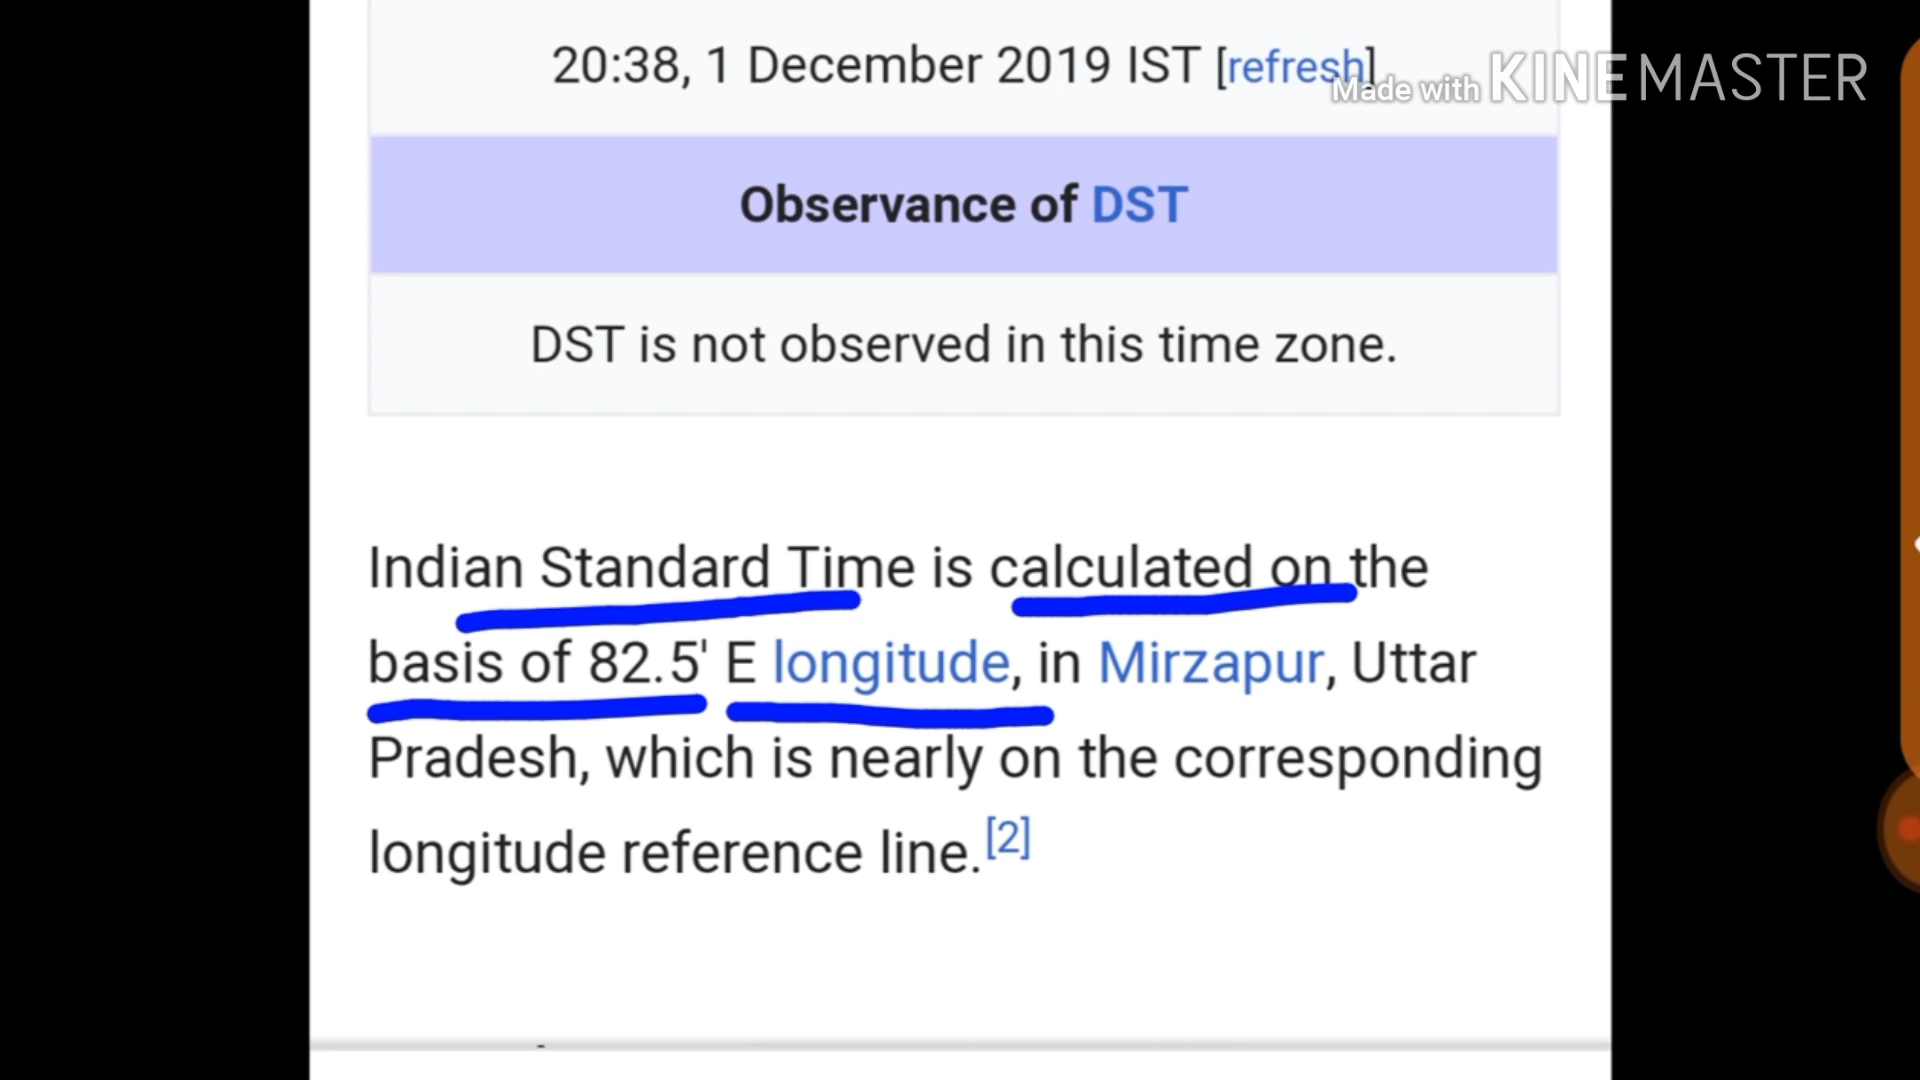 20:38, 1 December 2019 IST [refresh]
Made with KINEMASTER
Observance of DST
DST is not observed in this time zone.
Indian Standard Time is calculated on the
basis of 82.5' E longitude, in Mirzapur, Uttar
Pradesh, which is nearly on the corresponding
longitude reference line.[2]